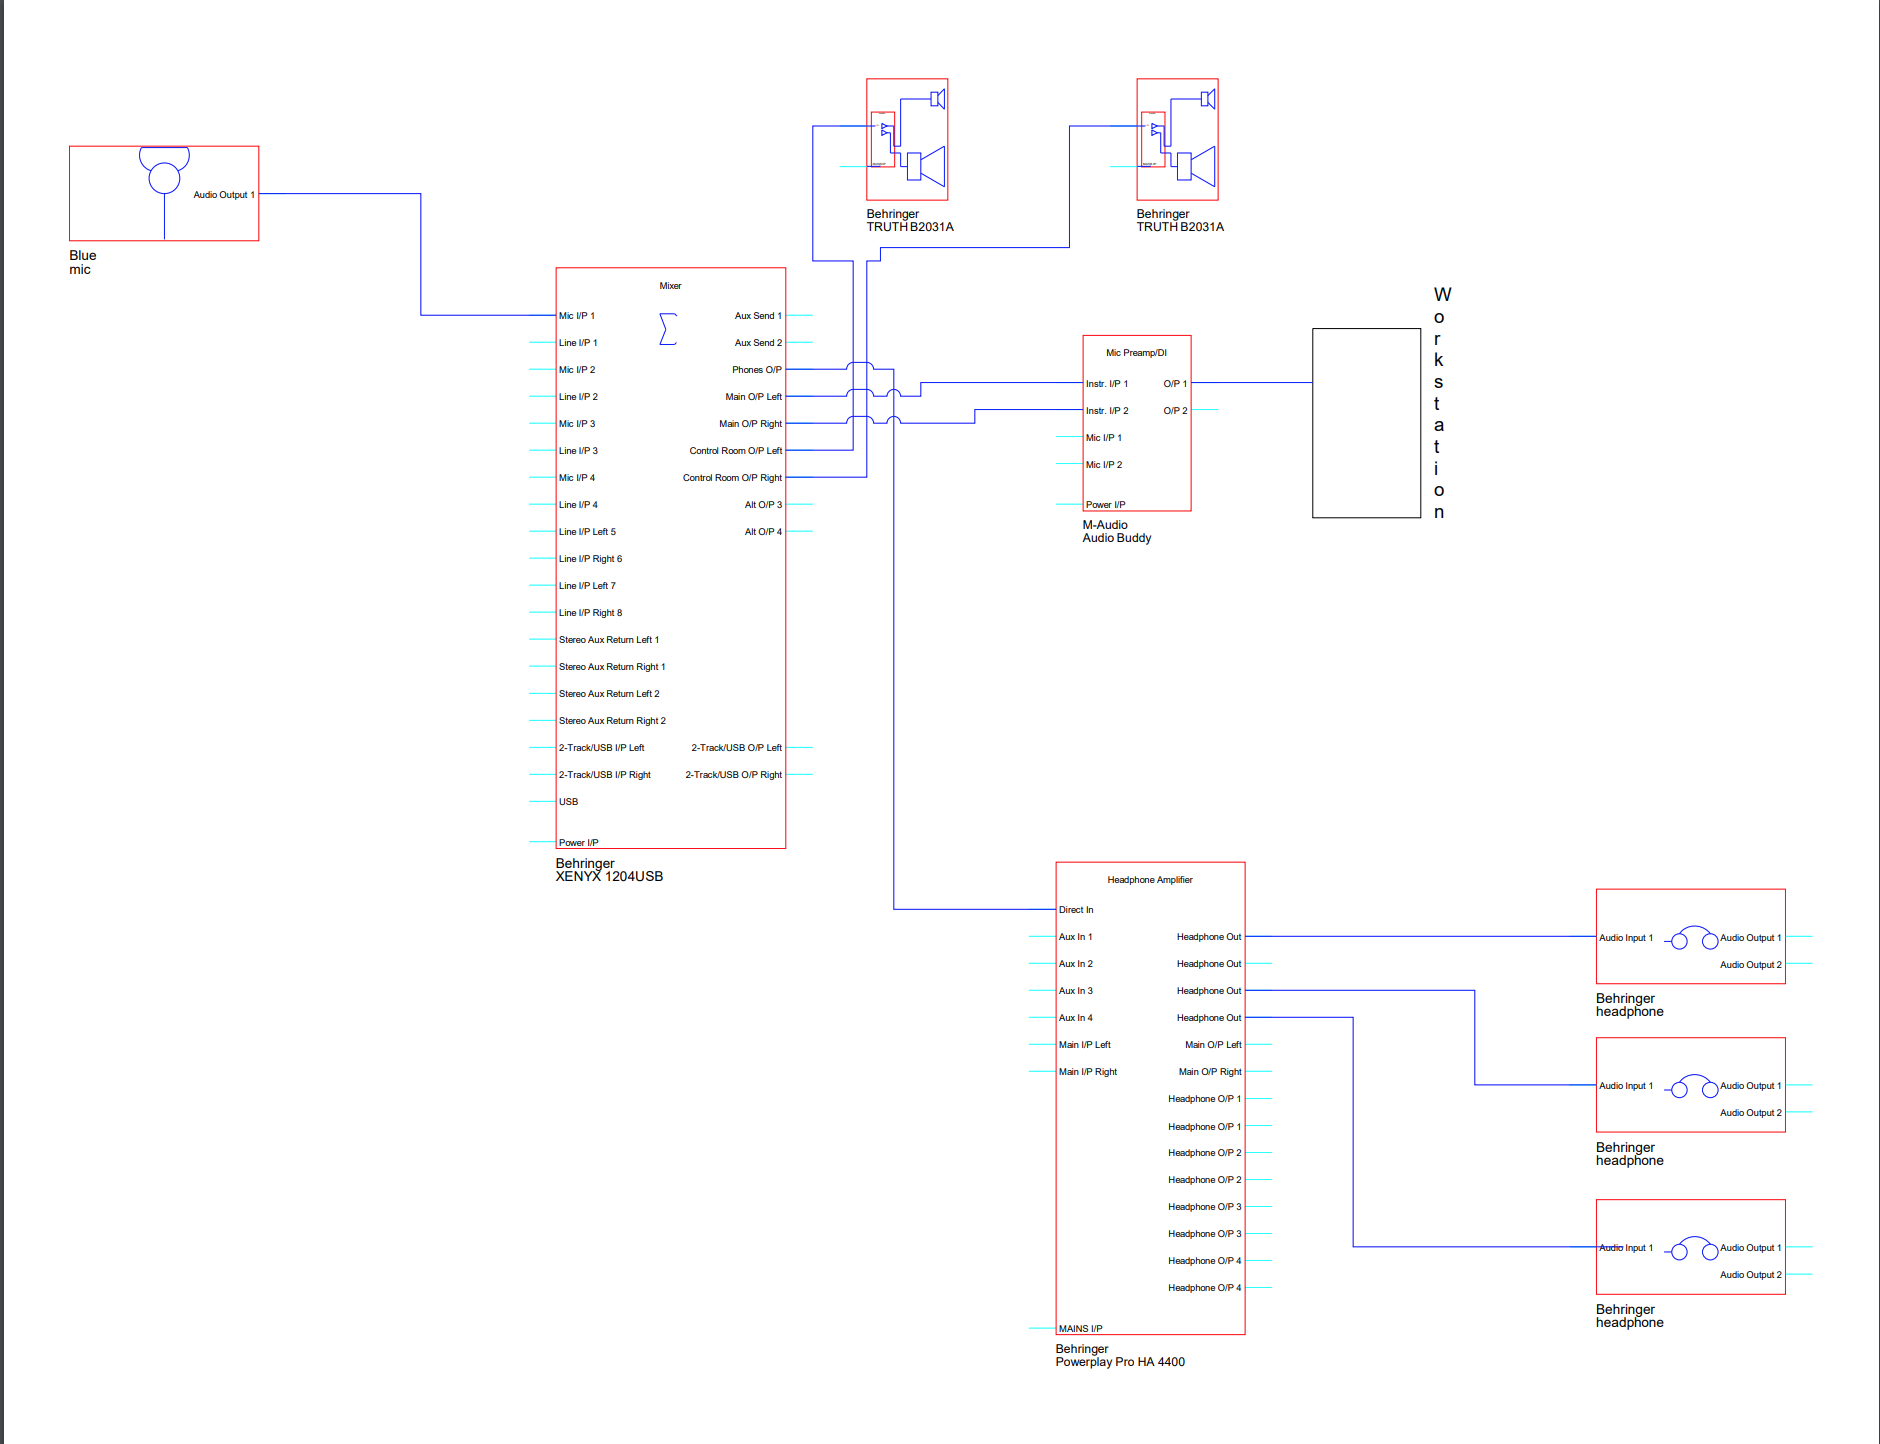 Audio Output 1
Blue
mic
Behringer
TRUTH B2031A
Behringer
TRUTH B2031A
Mixer
Mic I/P 1
Line I/P 1
Mic I/P 2
Line I/P 2
Mic I/P 3
Line I/P 3
Mic I/P 4
Line I/P 4
Line I/P Left 5
Line I/P Right 6
Line I/P Left 7
Line I/P Right 8
Stereo Aux Return Left 1
Stereo Aux Return Right 1
Stereo Aux Return Left 2
Stereo Aux Return Right 2
2-Track/USB I/P Left
2-Track/USB I/P Right
USB
Power I/P
Aux Send 1
Aux Send 2
Phones O/P
Main O/P Left
Main O/P Right
Control Room O/P Left
Control Room O/P Right
Alt O/P 3
Alt O/P 4
2-Track/USB O/P Left
2-Track/USB O/P Right
Behringer
XENYX 1204USB
Mic Preamp/DI
Instr. I/P 1
Instr. I/P 2
Mic I/P 1
Mic I/P 2
Power I/P
O/P 1
O/P 2
M-Audio
Audio Buddy
Workstation
Headphone Amplifier
Direct In
Aux In 1
Aux In 2
Aux In 3
Aux In 4
Main I/P Left
Main I/P Right
MAINS I/P
Headphone Out
Headphone Out
Headphone Out
Headphone Out
Main O/P Left
Main O/P Right
Headphone O/P 1
Headphone O/P 1
Headphone O/P 2
Headphone O/P 2
Headphone O/P 3
Headphone O/P 3
Headphone O/P 4
Headphone O/P 4
Behringer
Powerplay Pro HA 4400
Audio Input 1
Audio Output 1
Audio Output 2
Behringer
headphone
Audio Input 1
Audio Output 1
Audio Output 2
Behringer
headphone
Audio Input 1
Audio Output 1
Audio Output 2
Behringer
headphone